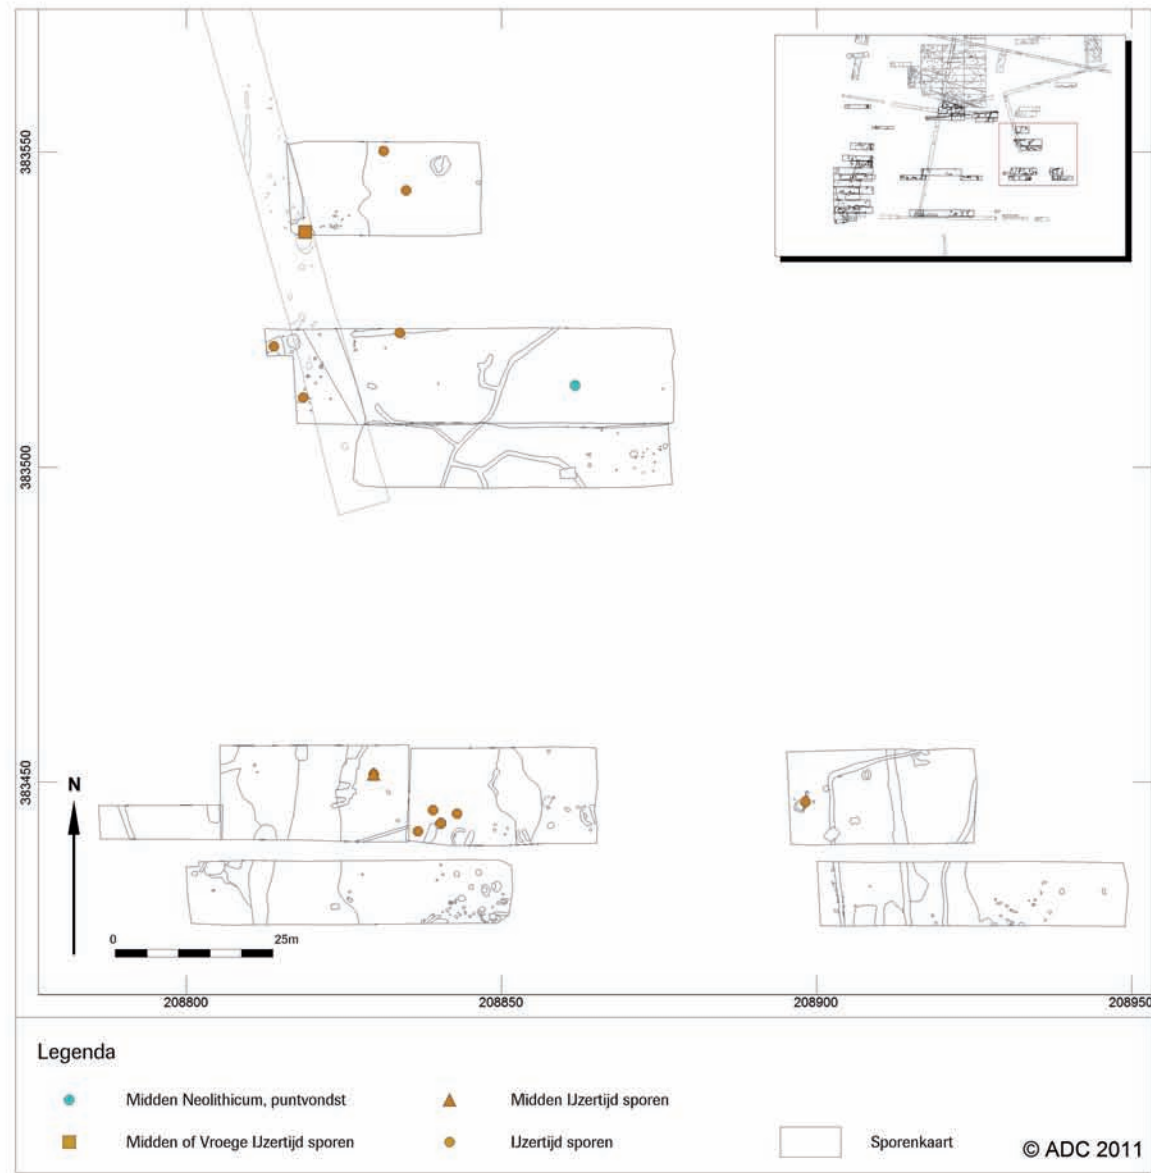 383550
383500
383450
N
0 25m
208800 208850 208900 208950
Legenda
Midden Neolithicum, puntvondst
Midden IJzertijd sporen
Midden of Vroege IJzertijd sporen
IJzertijd sporen
Sporenkaart
© ADC 2011